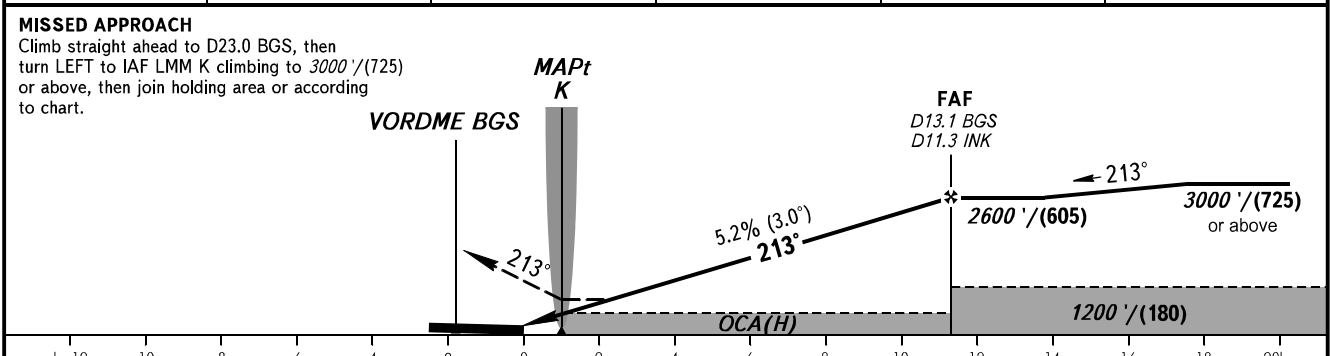 MISSED APPROACH
Climb straight ahead to D23.0 BGS, then
turn LEFT to IAF LMM K climbing to 3000 '/(725)
or above, then join holding area or according
to chart.
MAPt
K
VORDME BGS
FAF
D13.1 BGS
D11.3 INK
213°
2600 '/(605)
3000 '/(725)
or above
5.2% (3.0°)
213°
213°
OCA(H)
1200 '/(180)